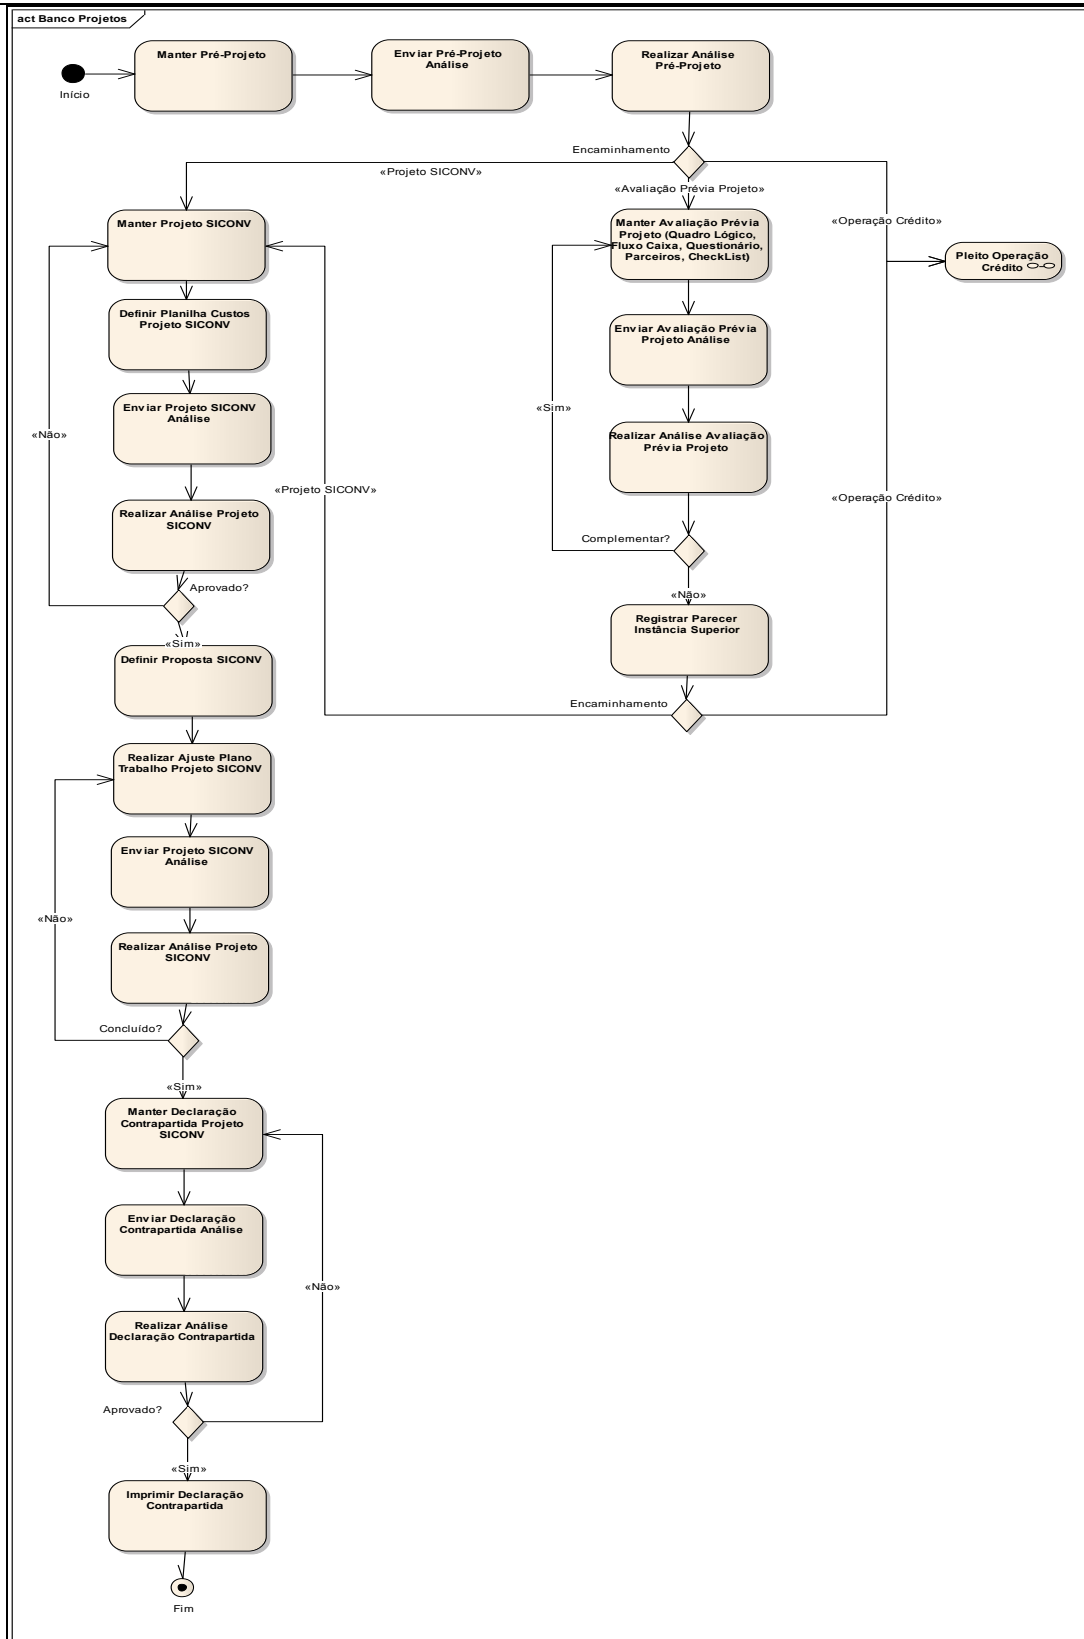 act Banco Projetos
Início
Manter Pré-Projeto
Enviar Pré-Projeto
Análise
Realizar Análise
Pré-Projeto
Encaminhamento
«Projeto SICONV»
«Avaliação Prévia Projeto»
«Operação Crédito»
Manter Projeto SICONV
Manter Avaliação Prévia
Projeto (Quadro Lógico,
Fluxo Caixa, Questionário,
Parceiros, CheckList)
Pleito Operação
Crédito
Definir Planilha Custos
Projeto SICONV
Enviar Avaliação Prévia
Projeto Análise
Enviar Projeto SICONV
Análise
«Não»
«Sim»
Realizar Análise Avaliação
Prévia Projeto
«Projeto SICONV»
«Operação Crédito»
Realizar Análise Projeto
SICONV
Complementar?
Aprovado?
«Não»
Registrar Parecer
Instância Superior
«Sim»
Definir Proposta SICONV
Encaminhamento
Realizar Ajuste Plano
Trabalho Projeto SICONV
Enviar Projeto SICONV
Análise
«Não»
Realizar Análise Projeto
SICONV
Concluído?
«Sim»
Manter Declaração
Contrapartida Projeto
SICONV
Enviar Declaração
Contrapartida Análise
«Não»
Realizar Análise
Declaração Contrapartida
Aprovado?
«Sim»
Imprimir Declaração
Contrapartida
Fim